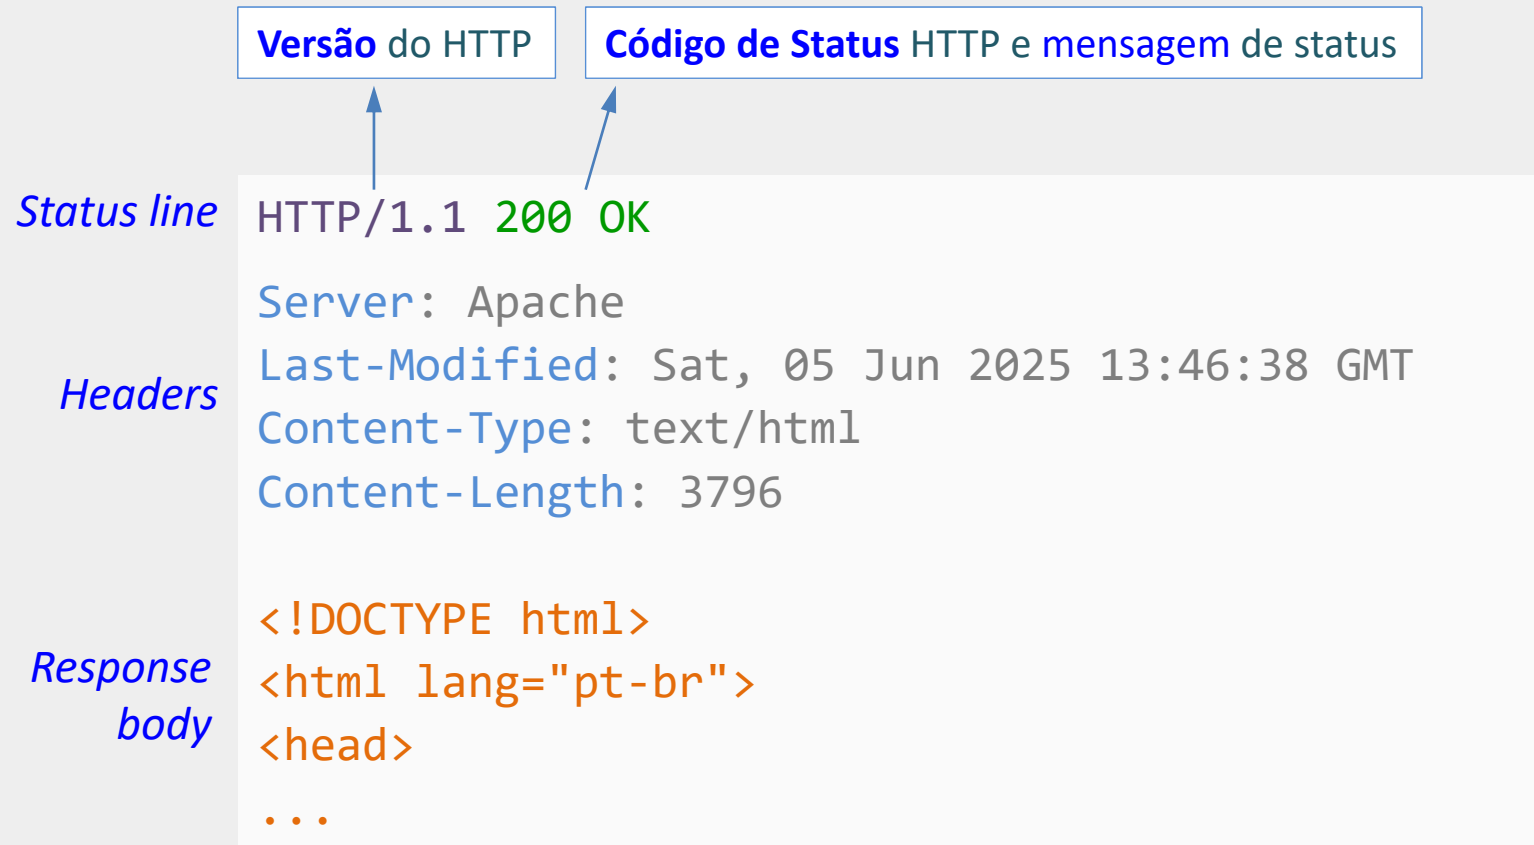 Versão do HTTP
Código de Status HTTP e mensagem de status
Status line
HTTP/1.1 200 OK
Headers
Server: Apache
Last-Modified: Sat, 05 Jun 2025 13:46:38 GMT
Content-Type: text/html
Content-Length: 3796
Response
body
<!DOCTYPE html>
<html lang="pt-br">
<head>
...